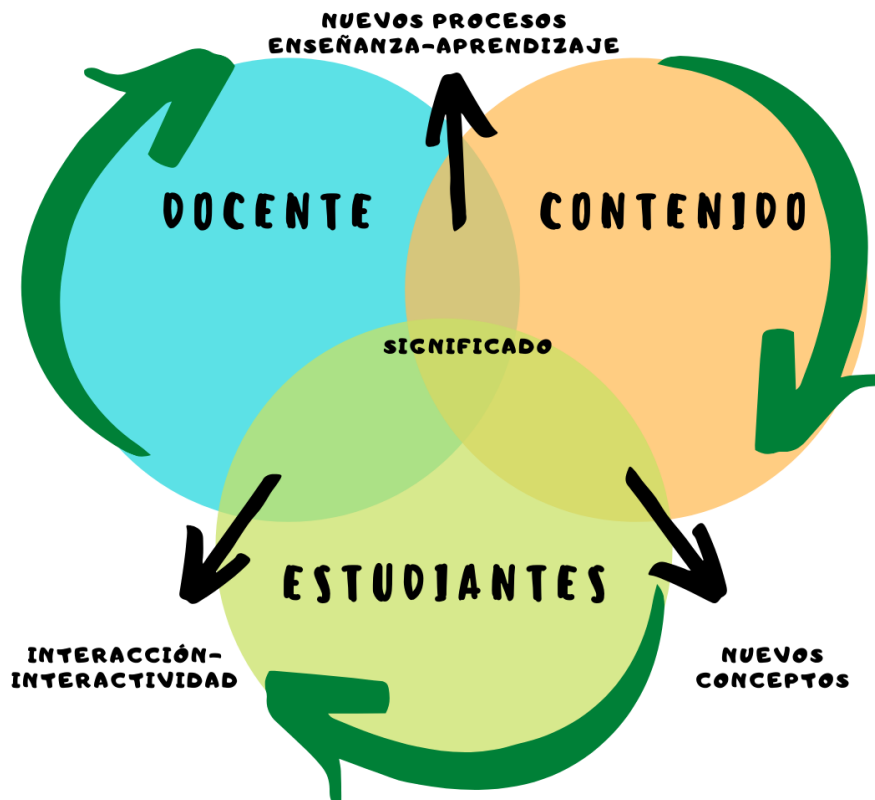 NUEVOS PROCESOS
ENSEÑANZA-APRENDIZAJE
DOCENTE
CONTENIDO
SIGNIFICADO
ESTUDIANTES
INTERACCIÓN-
INTERACTIVIDAD
NUEVOS
CONCEPTOS